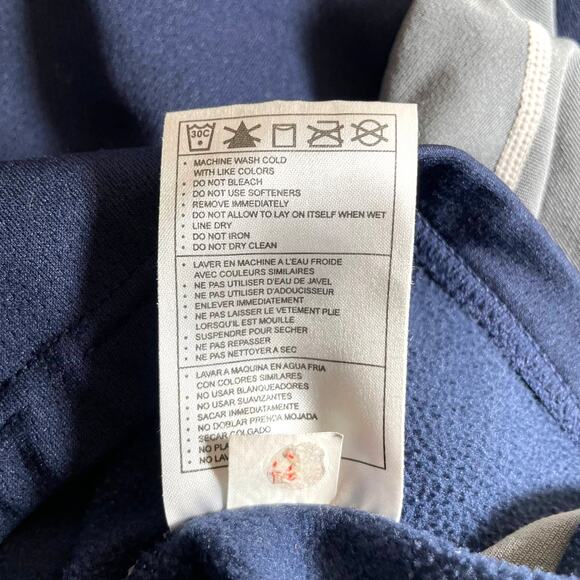 30C
• MACHINE WASH COLD
WITH LIKE COLORS
• DO NOT BLEACH
• DO NOT USE SOFTENERS
• REMOVE IMMEDIATELY
• DO NOT ALLOW TO LAY ON ITSELF WHEN WET
• LINE DRY
• DO NOT IRON
• DO NOT DRY CLEAN
• LAVER EN MACHINE A L'EAU FROIDE
AVEC COULEURS SIMILAIRES
• NE PAS UTILISER D'EAU DE JAVEL
• NE PAS UTILISER D'ADOUCISSEUR
• ENLEVER IMMEDIATEMENT
• NE PAS LAISSER LE VETEMENT PLIE
LORSQU'IL EST MOUILLE
• SUSPENDRE POUR SECHER
• NE PAS REPASSER
• NE PAS NETTOYER A SEC
• LAVAR A MAQUINA EN AGUA FRIA
CON COLORES SIMILARES
• NO USAR BLANQUEADORES
• NO USAR SUAVIZANTES
• SACAR INMEDIATAMENTE
• NO DOBLAR PRENDA MOJADA
• SECAR COLGADO
• NO
• NO